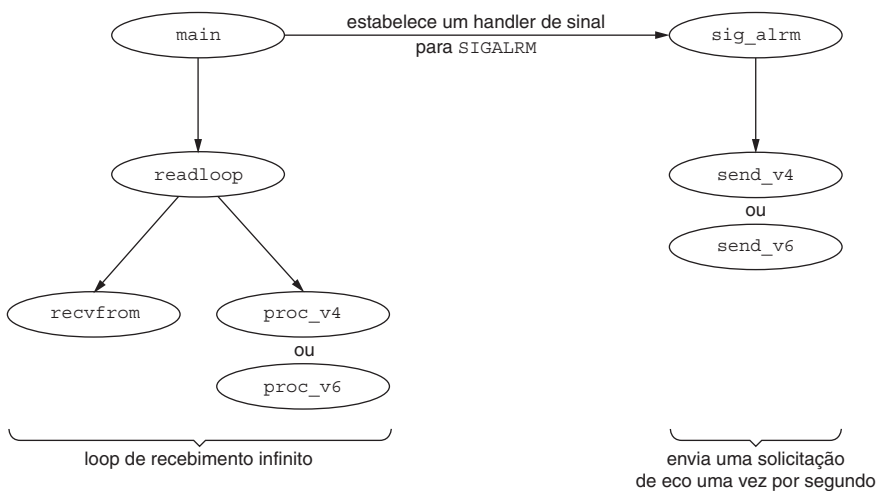 main
estabelece um handler de sinal
para SIGALRM
sig_alrm
readloop
send_v4
ou
send_v6
recvfrom
proc_v4
ou
proc_v6
loop de recebimento infinito
envia uma solicitação
de eco uma vez por segundo